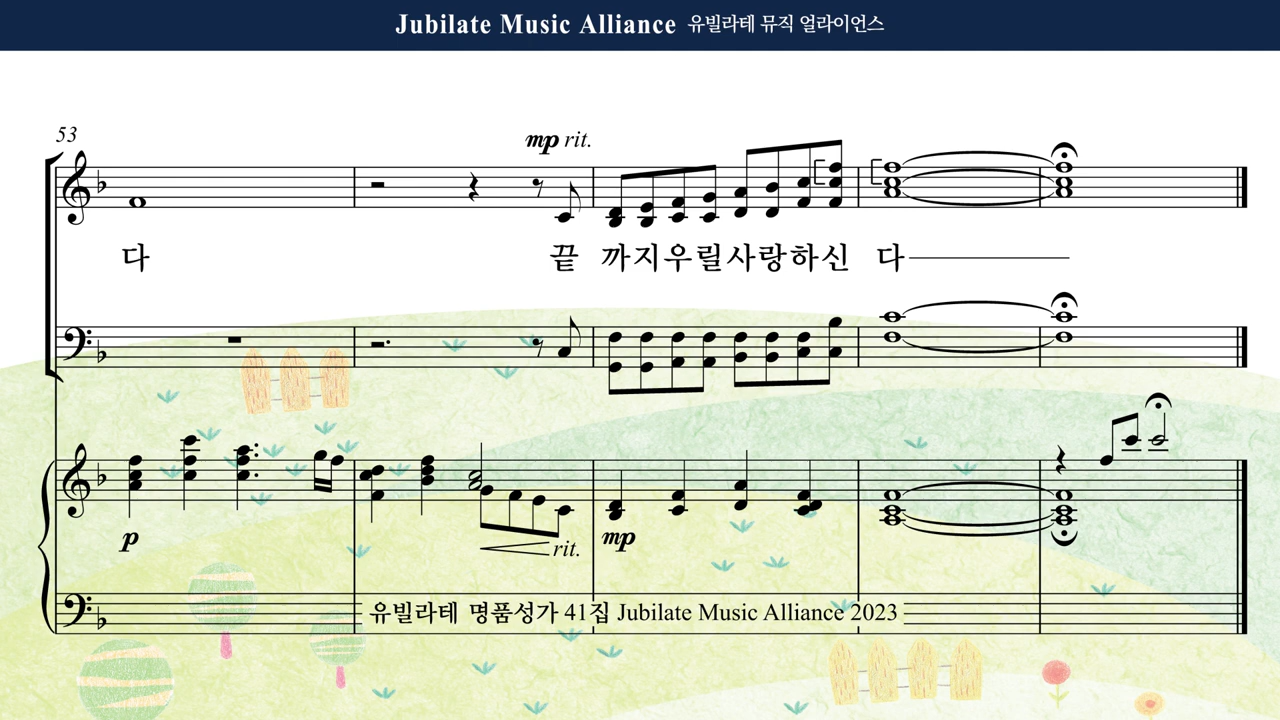 Jubilate Music Alliance 유빌라테 뮤직 얼라이언스
53
mp rit.
다 끝 까지우릴사랑하신 다
p rit. mp
유빌라테 명품성가 41집 Jubilate Music Alliance 2023